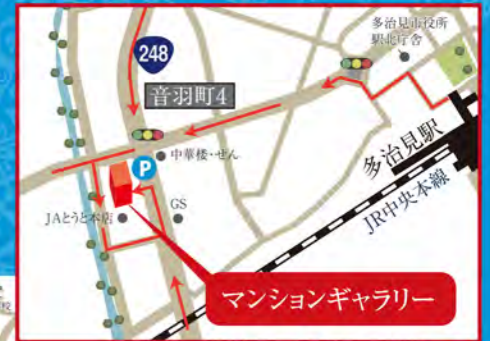 多治見市役所
駅北庁舎
248
音羽町4
中華楼・せん
P
多治見駅
JR中央本線
JAとうと本店
GS
マンションギャラリー